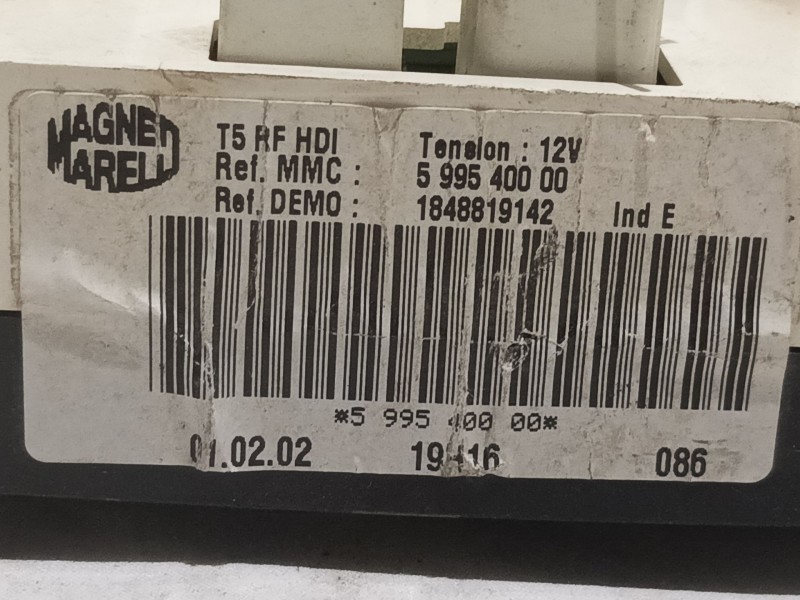 MAGNETI
MARELLI
T5 RF HDI Tension : 12V
Ref. MMC : 5 995 400 00
Ref. DEMO : 1848819142 Ind E
*5 995 400 00*
01.02.02 19H16 086